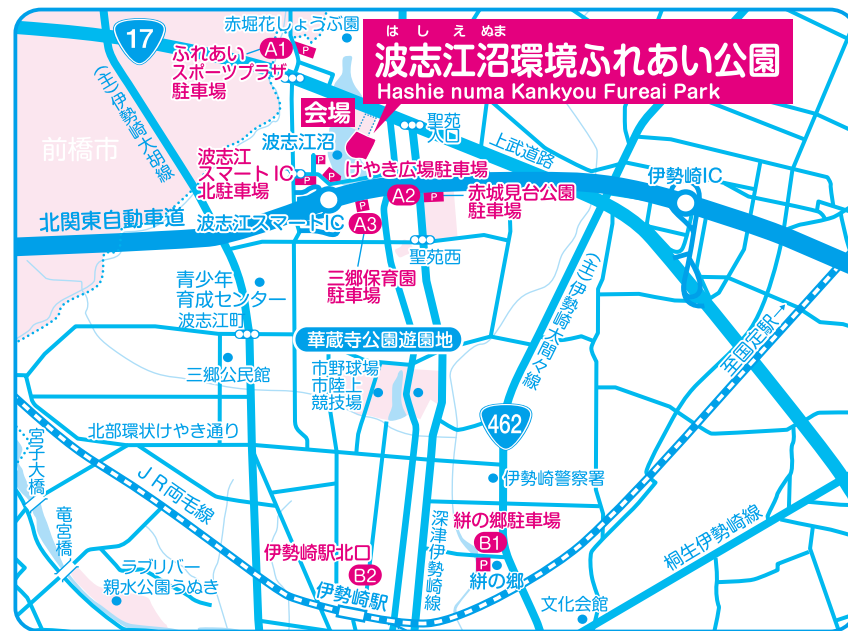 17
赤堀花しょうぶ園
ふれあい
スポーツプラザ
駐車場
A1
P
は し え ぬま
波志江沼環境ふれあい公園
Hashie numa Kankyou Fureai Park
会場
(主)伊勢崎大胡線
前橋市
波志江沼
聖苑
入口
上武道路
波志江
スマートIC
北駐車場
P
P
P
けやき広場駐車場
A2
P
赤城見台公園
駐車場
伊勢崎IC
北関東自動車道
波志江スマートIC
P
A3
三郷保育園
駐車場
聖苑西
(主)伊勢崎大間々線
青少年
育成センター
波志江町
至国定駅→
華蔵寺公園遊園地
三郷公民館
市野球場
市陸上
競技場
北部環状けやき通り
462
宮子大橋
竜宮橋
JR両毛線
伊勢崎警察署
深津伊勢崎線
絣の郷駐車場
B1
P
絣の郷
桐生伊勢崎線
伊勢崎駅北口
B2
伊勢崎駅
ラブリバー
親水公園うぬき
文化会館